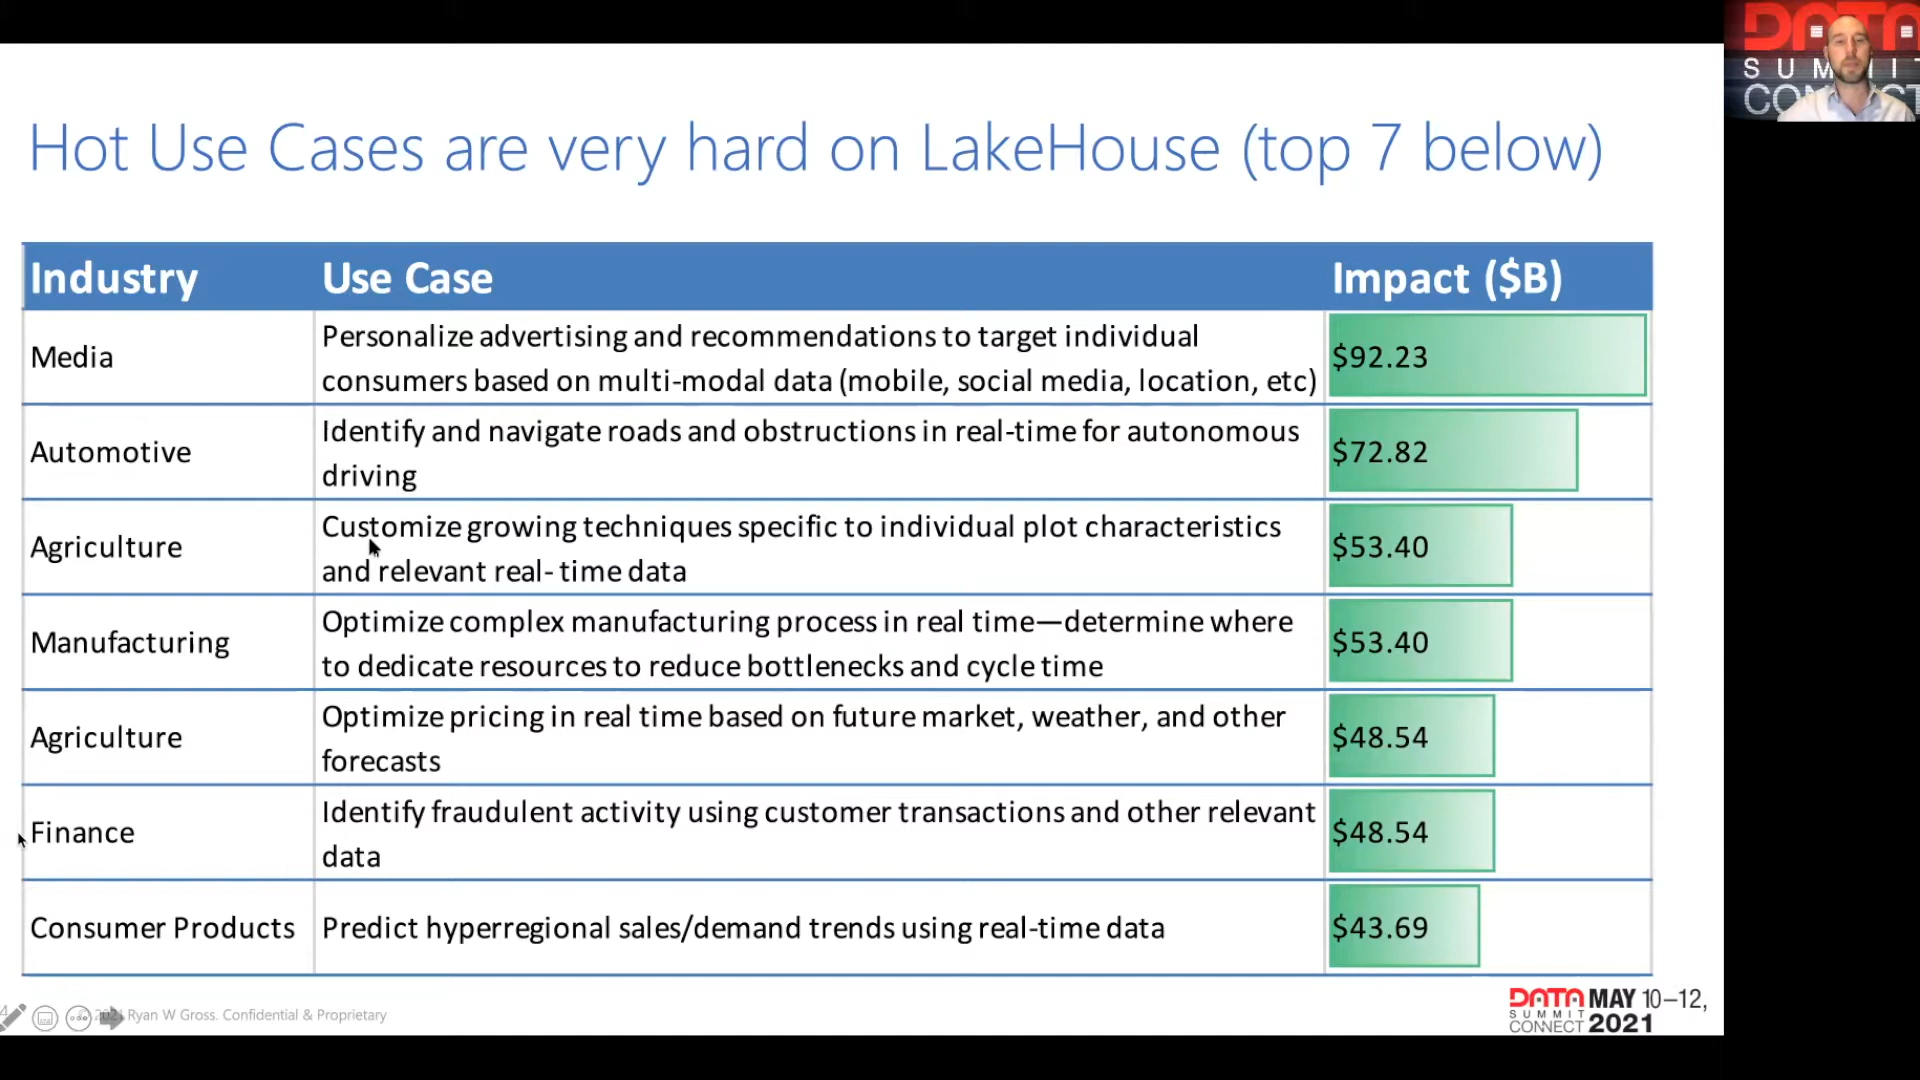 Hot Use Cases are very hard on LakeHouse (top 7 below)
Industry
Use Case
Impact ($B)
Media
Personalize advertising and recommendations to target individual
consumers based on multi-modal data (mobile, social media, location, etc)
$92.23
Automotive
Identify and navigate roads and obstructions in real-time for autonomous
driving
$72.82
Agriculture
Customize growing techniques specific to individual plot characteristics
and relevant real- time data
$53.40
Manufacturing
Optimize complex manufacturing process in real time—determine where
to dedicate resources to reduce bottlenecks and cycle time
$53.40
Agriculture
Optimize pricing in real time based on future market, weather, and other
forecasts
$48.54
Finance
Identify fraudulent activity using customer transactions and other relevant
data
$48.54
Consumer Products
Predict hyperregional sales/demand trends using real-time data
$43.69
Ryan W Gross. Confidential & Proprietary
DATA
SUMMIT
CONNECT
MAY 10–12,
2021